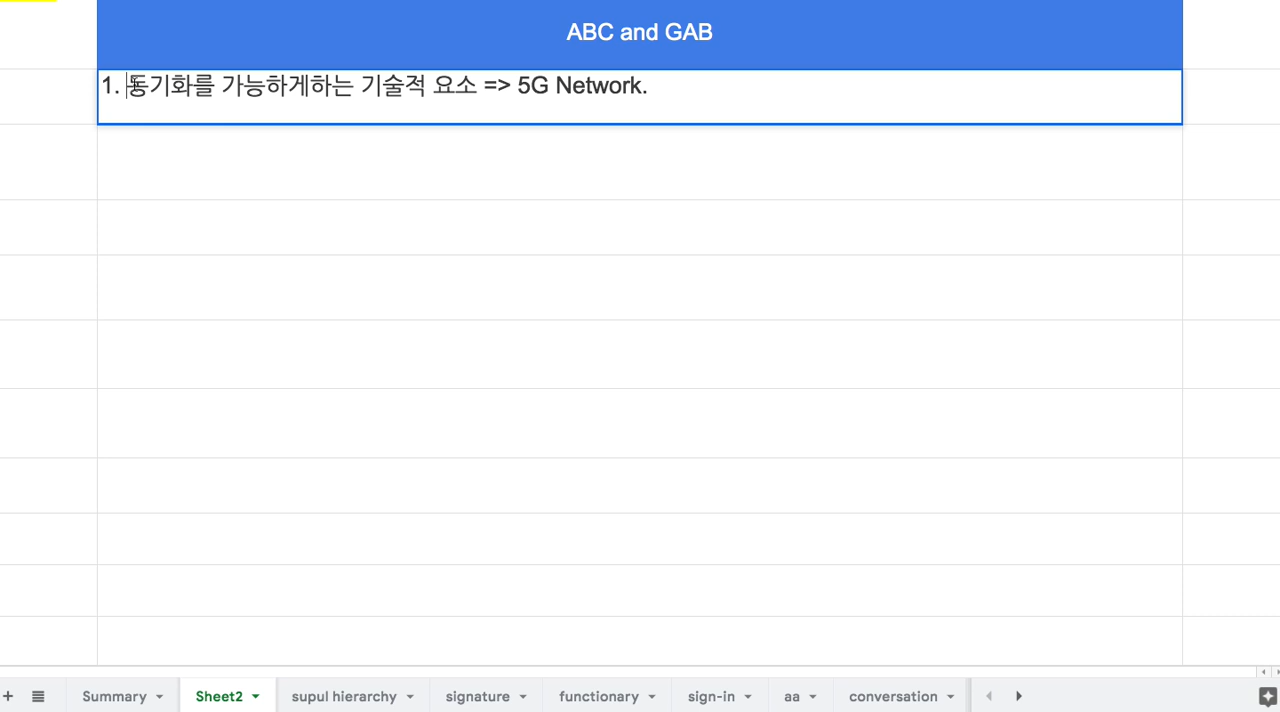 ABC and GAB
1. 동기화를 가능하게하는 기술적 요소 => 5G Network.
+ Summary Sheet2 supul hierarchy signature functionary sign-in aa conversation